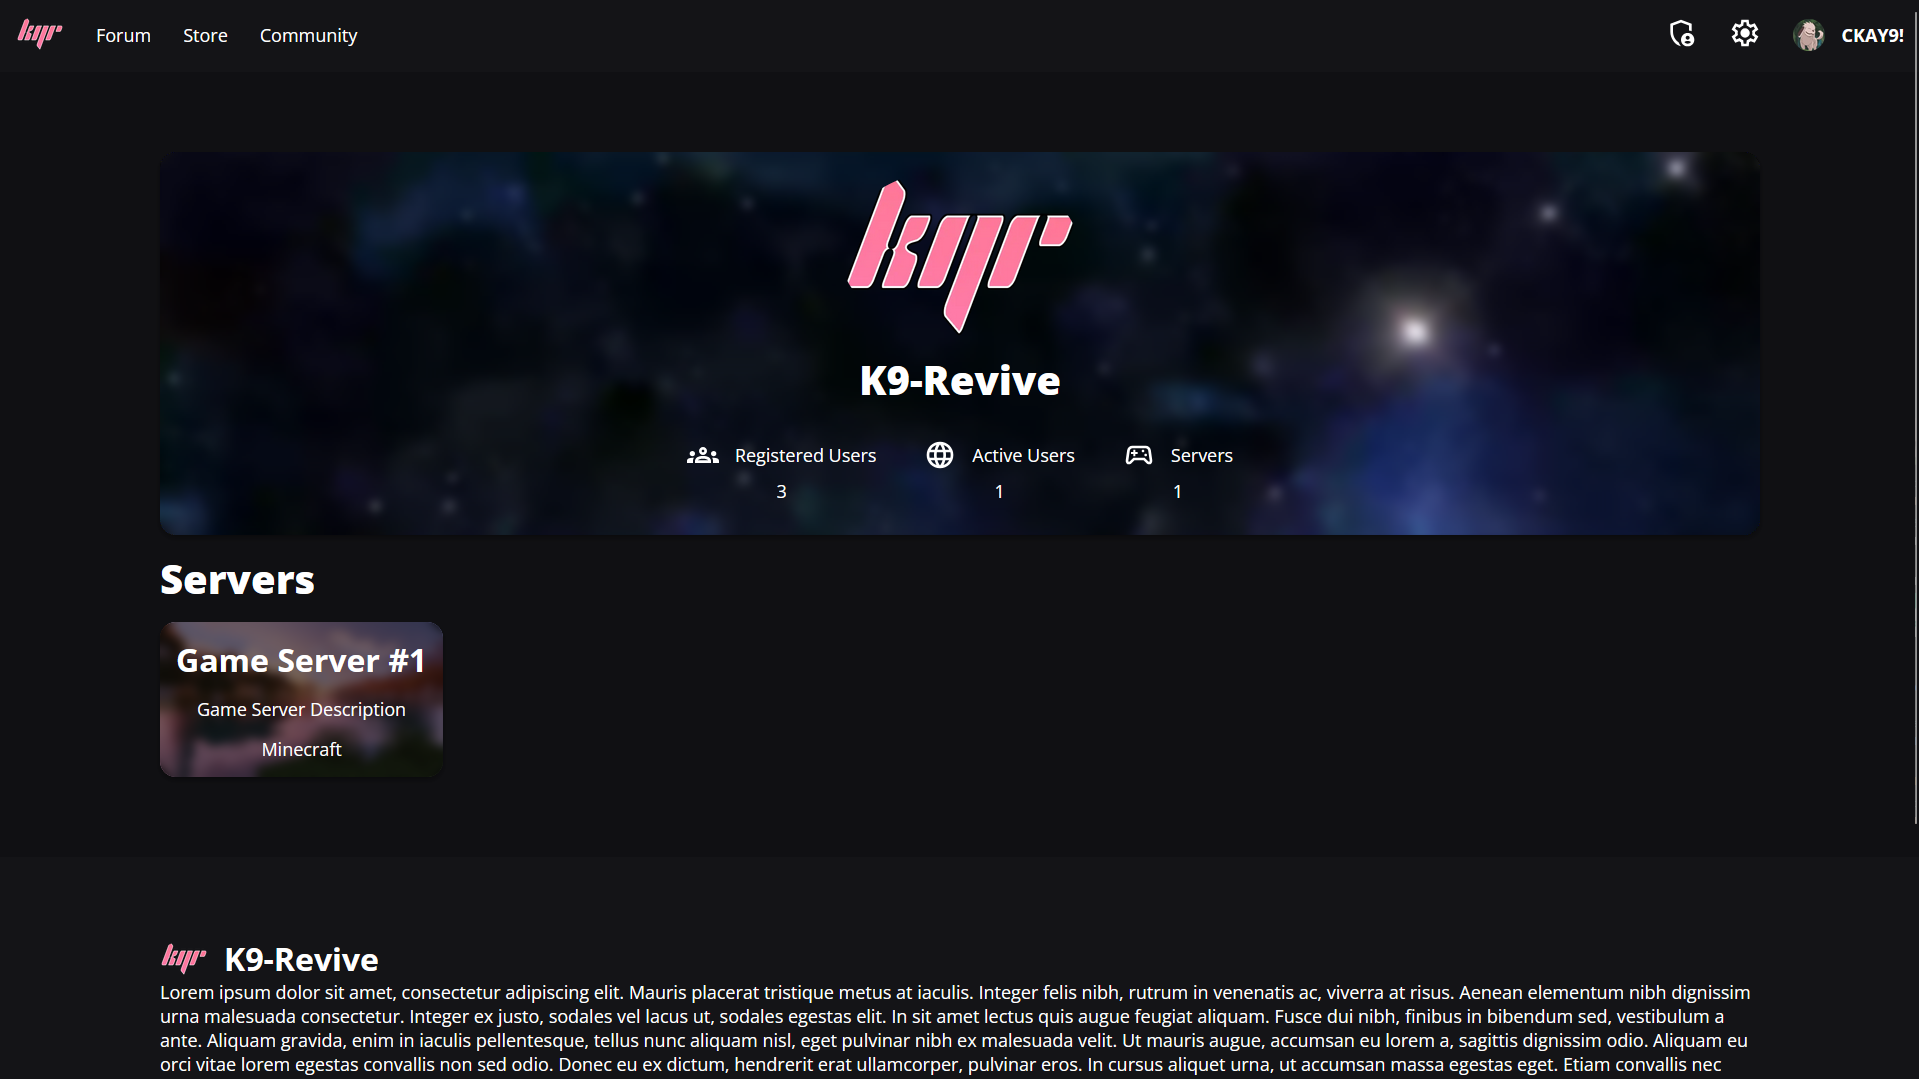 k9r
Forum
Store
Community
CKAY9!
k9r
K9-Revive
Registered Users
3
Active Users
1
Servers
1
Servers
Game Server #1
Game Server Description
Minecraft
k9r
K9-Revive
Lorem ipsum dolor sit amet, consectetur adipiscing elit. Mauris placerat tristique metus at iaculis. Integer felis nibh, rutrum in venenatis ac, viverra at risus. Aenean elementum nibh dignissim
urna malesuada consectetur. Integer ex justo, sodales vel lacus ut, sodales egestas elit. In sit amet lectus quis augue feugiat aliquam. Fusce dui nibh, finibus in bibendum sed, vestibulum a
ante. Aliquam gravida, enim in iaculis pellentesque, tellus nunc aliquam nisl, eget pulvinar nibh ex malesuada velit. Ut mauris augue, accumsan eu lorem a, sagittis dignissim odio. Aliquam eu
orci vitae lorem egestas convallis non sed odio. Donec eu ex dictum, hendrerit erat ullamcorper, pulvinar eros. In cursus aliquet urna, ut accumsan massa egestas eget. Etiam convallis nec